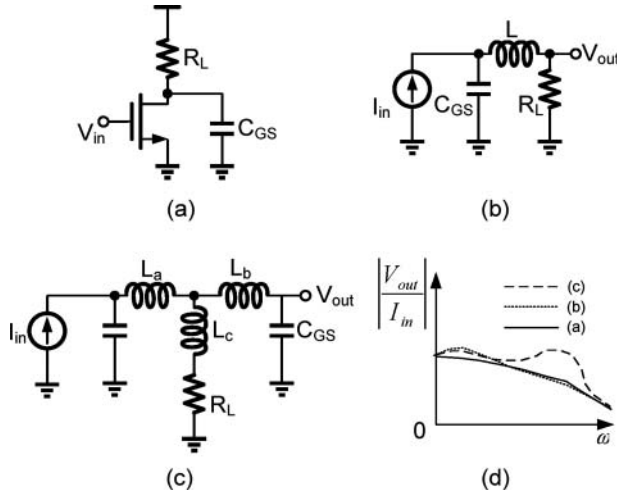 R_L
V_in
C_GS
(a)
L
V_out
I_in
C_GS
R_L
(b)
L_a
L_b
V_out
I_in
L_c
C_GS
R_L
(c)
|V_out / I_in|
(c)
(b)
(a)
0
ω
(d)